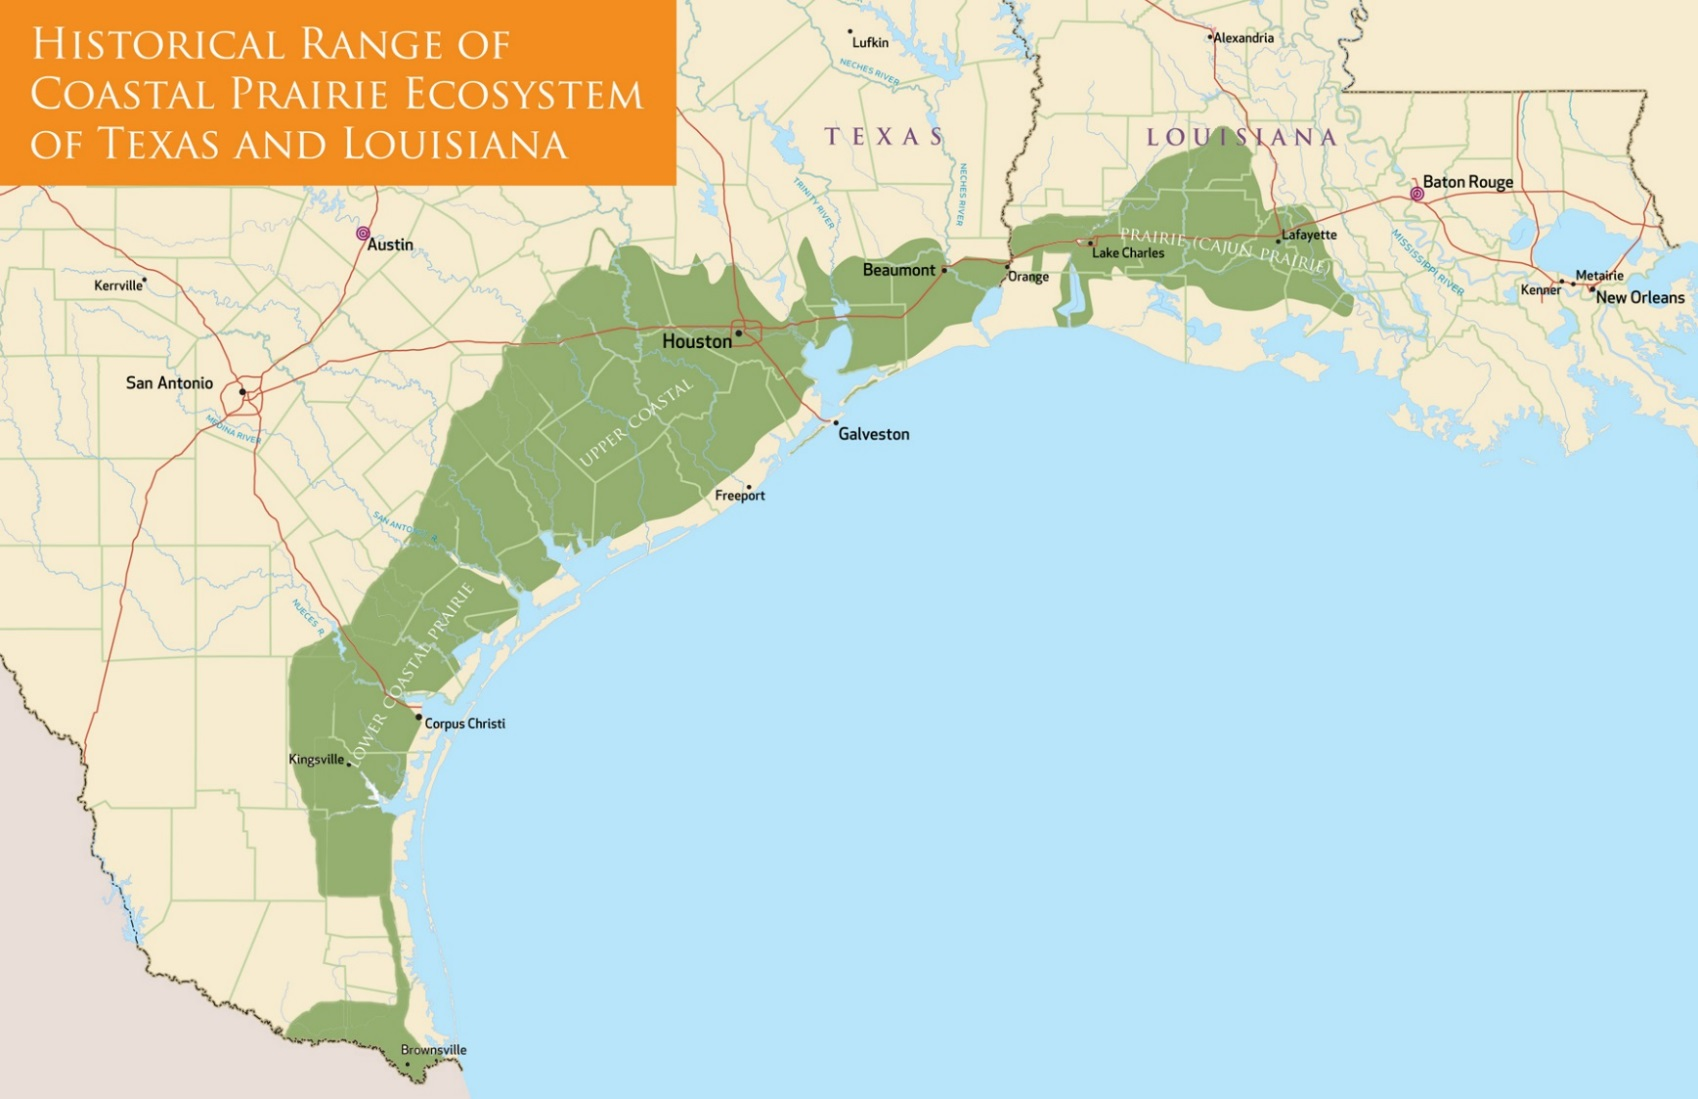 HISTORICAL RANGE OF
COASTAL PRAIRIE ECOSYSTEM
OF TEXAS AND LOUISIANA
Lufkin
NECHES RIVER
Alexandria
TEXAS
LOUISIANA
TRINITY RIVER
NECHES RIVER
Baton Rouge
Austin
Lafayette
PRAIRIE (CAJUN PRAIRIE)
Lake Charles
MISSISSIPPI RIVER
Beaumont
Orange
Kerrville
Metairie
Kenner
New Orleans
Houston
San Antonio
MEDINA RIVER
UPPER COASTAL
Galveston
Freeport
SAN ANTONIO R.
NUECES R.
LOWER COASTAL PRAIRIE
Corpus Christi
Kingsville
Brownsville